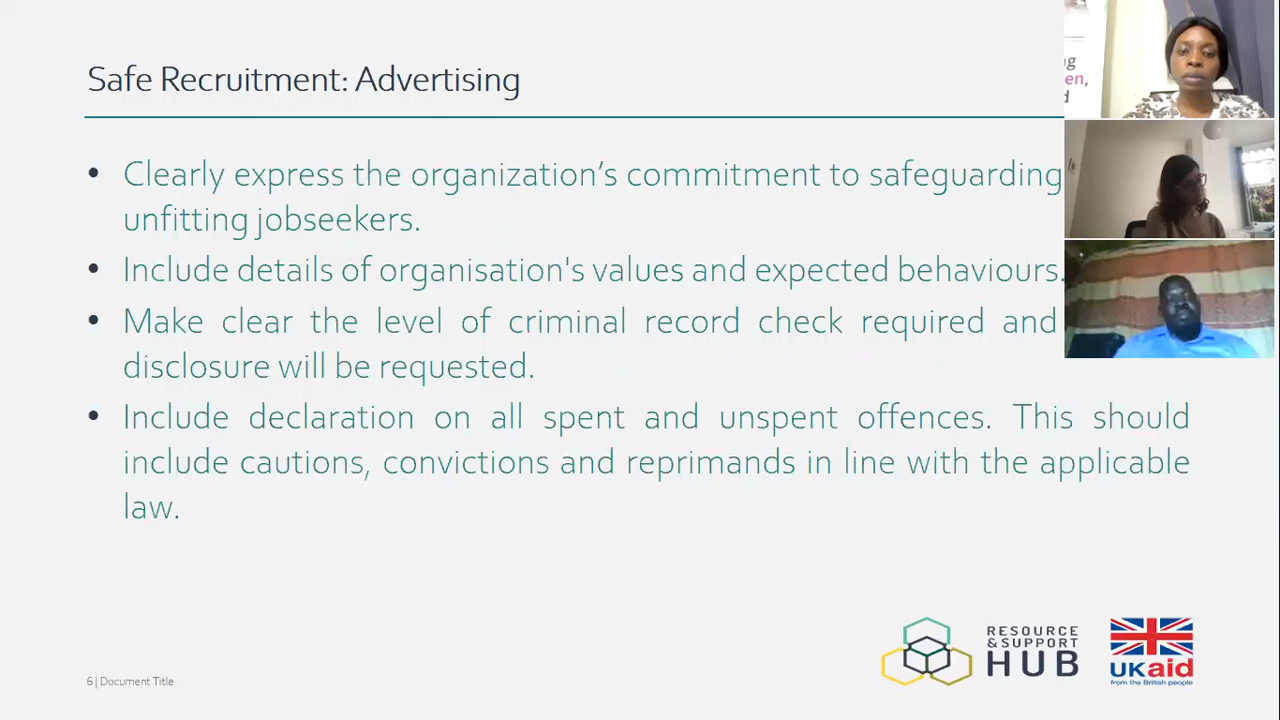 Safe Recruitment: Advertising
• Clearly express the organization's commitment to safeguarding
unfitting jobseekers.
• Include details of organisation's values and expected behaviours.
• Make clear the level of criminal record check required and
disclosure will be requested.
• Include declaration on all spent and unspent offences. This should
include cautions, convictions and reprimands in line with the applicable
law.
6 | Document Title
RESOURCE
& SUPPORT
HUB
UKaid
from the British people